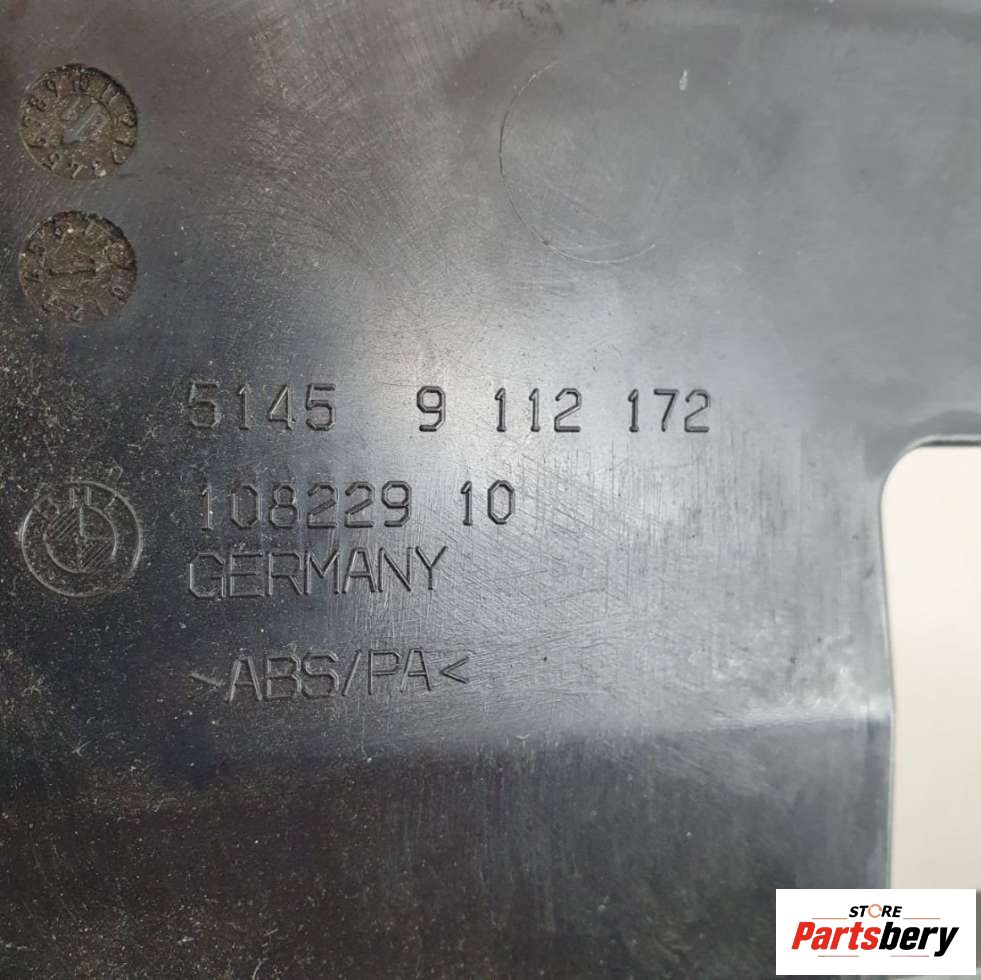 5145 9 112 172
108229 10
GERMANY
>ABS/PA<
STORE
Partsbery